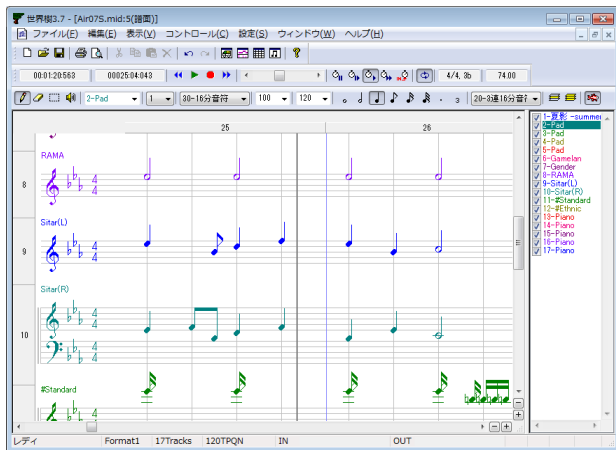 世界樹3.7 - [Air07S.mid:5(譜面)]
ファイル(F) 編集(E) 表示(V) コントロール(C) 設定(S) ウィンドウ(W) ヘルプ(H)
00:01:20:563 00025:04:043 4/4, 3b 74.00
2-Pad 1 30-16分音符 100 120 3 20-3連16分音符
25 26
8 RAMA
9 Sitar(L)
10 Sitar(R)
#Standard
1-夏影 -summer
2-Pad
3-Pad
4-Pad
5-Pad
6-Gamelan
7-Gender
8-RAMA
9-Sitar(L)
10-Sitar(R)
11-#Standard
12-#Ethnic
13-Piano
14-Piano
15-Piano
16-Piano
17-Piano
レディ Format1 17Tracks 120TPQN IN OUT